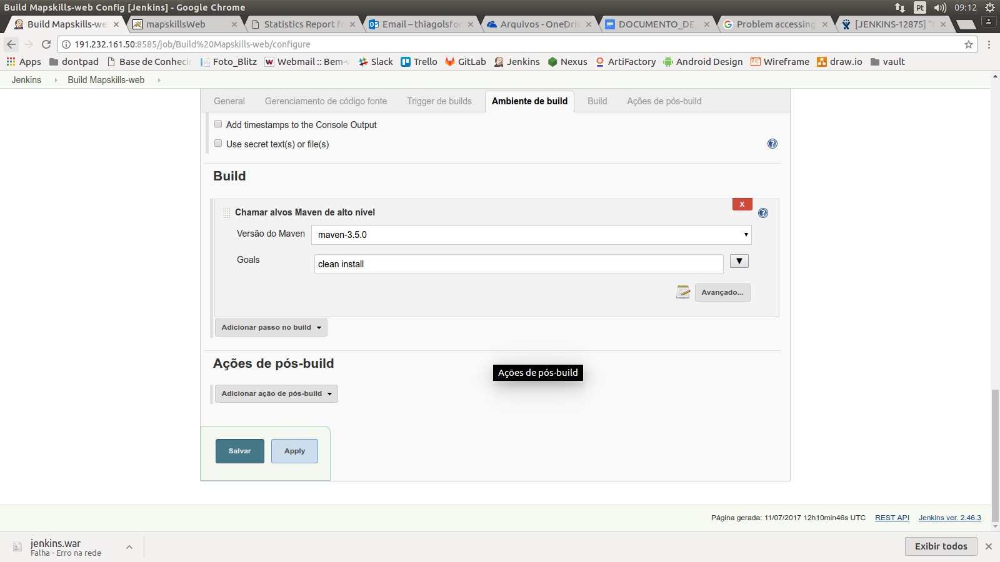 Build Mapskills-web Config [Jenkins] - Google Chrome
Pt
09:12
Build Mapskills-we
mapskillsWeb
Statistics Report fo
Email – thiagolsfor
Arquivos - OneDriv
DOCUMENTO_DE_
Problem accessing
[JENKINS-12875] "
191.232.161.50:8585/job/Build%20Mapskills-web/configure
Apps
dontpad
Base de Conhecin
Foto_Blitz
Webmail :: Bem-v
Slack
Trello
GitLab
Jenkins
Nexus
ArtiFactory
Android Design
Wireframe
draw.io
vault
Jenkins
Build Mapskills-web
General
Gerenciamento de código fonte
Trigger de builds
Ambiente de build
Build
Ações de pós-build
Add timestamps to the Console Output
Use secret text(s) or file(s)
Build
X
Chamar alvos Maven de alto nível
Versão do Maven
maven-3.5.0
Goals
clean install
Avançado...
Adicionar passo no build
Ações de pós-build
Ações de pós-build
Adicionar ação de pós-build
Salvar
Apply
Página gerada: 11/07/2017 12h10min46s UTC
REST API
Jenkins ver. 2.46.3
jenkins.war
Falha - Erro na rede
Exibir todos